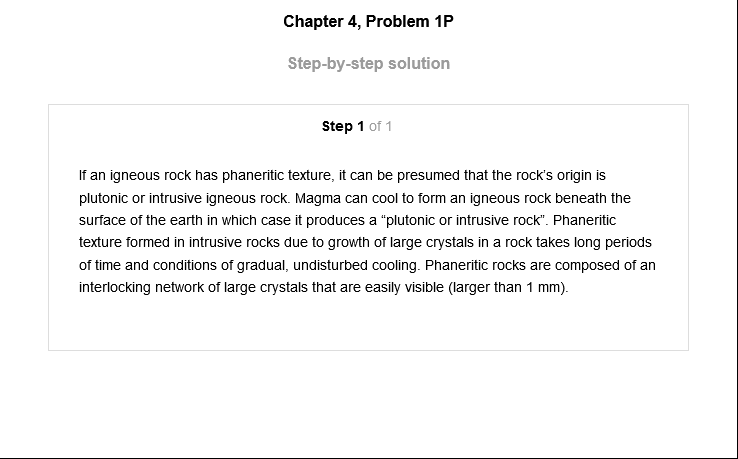 Chapter 4, Problem 1P
Step-by-step solution
Step 1 of 1
If an igneous rock has phaneritic texture, it can be presumed that the rock’s origin is
plutonic or intrusive igneous rock. Magma can cool to form an igneous rock beneath the
surface of the earth in which case it produces a “plutonic or intrusive rock”. Phaneritic
texture formed in intrusive rocks due to growth of large crystals in a rock takes long periods
of time and conditions of gradual, undisturbed cooling. Phaneritic rocks are composed of an
interlocking network of large crystals that are easily visible (larger than 1 mm).